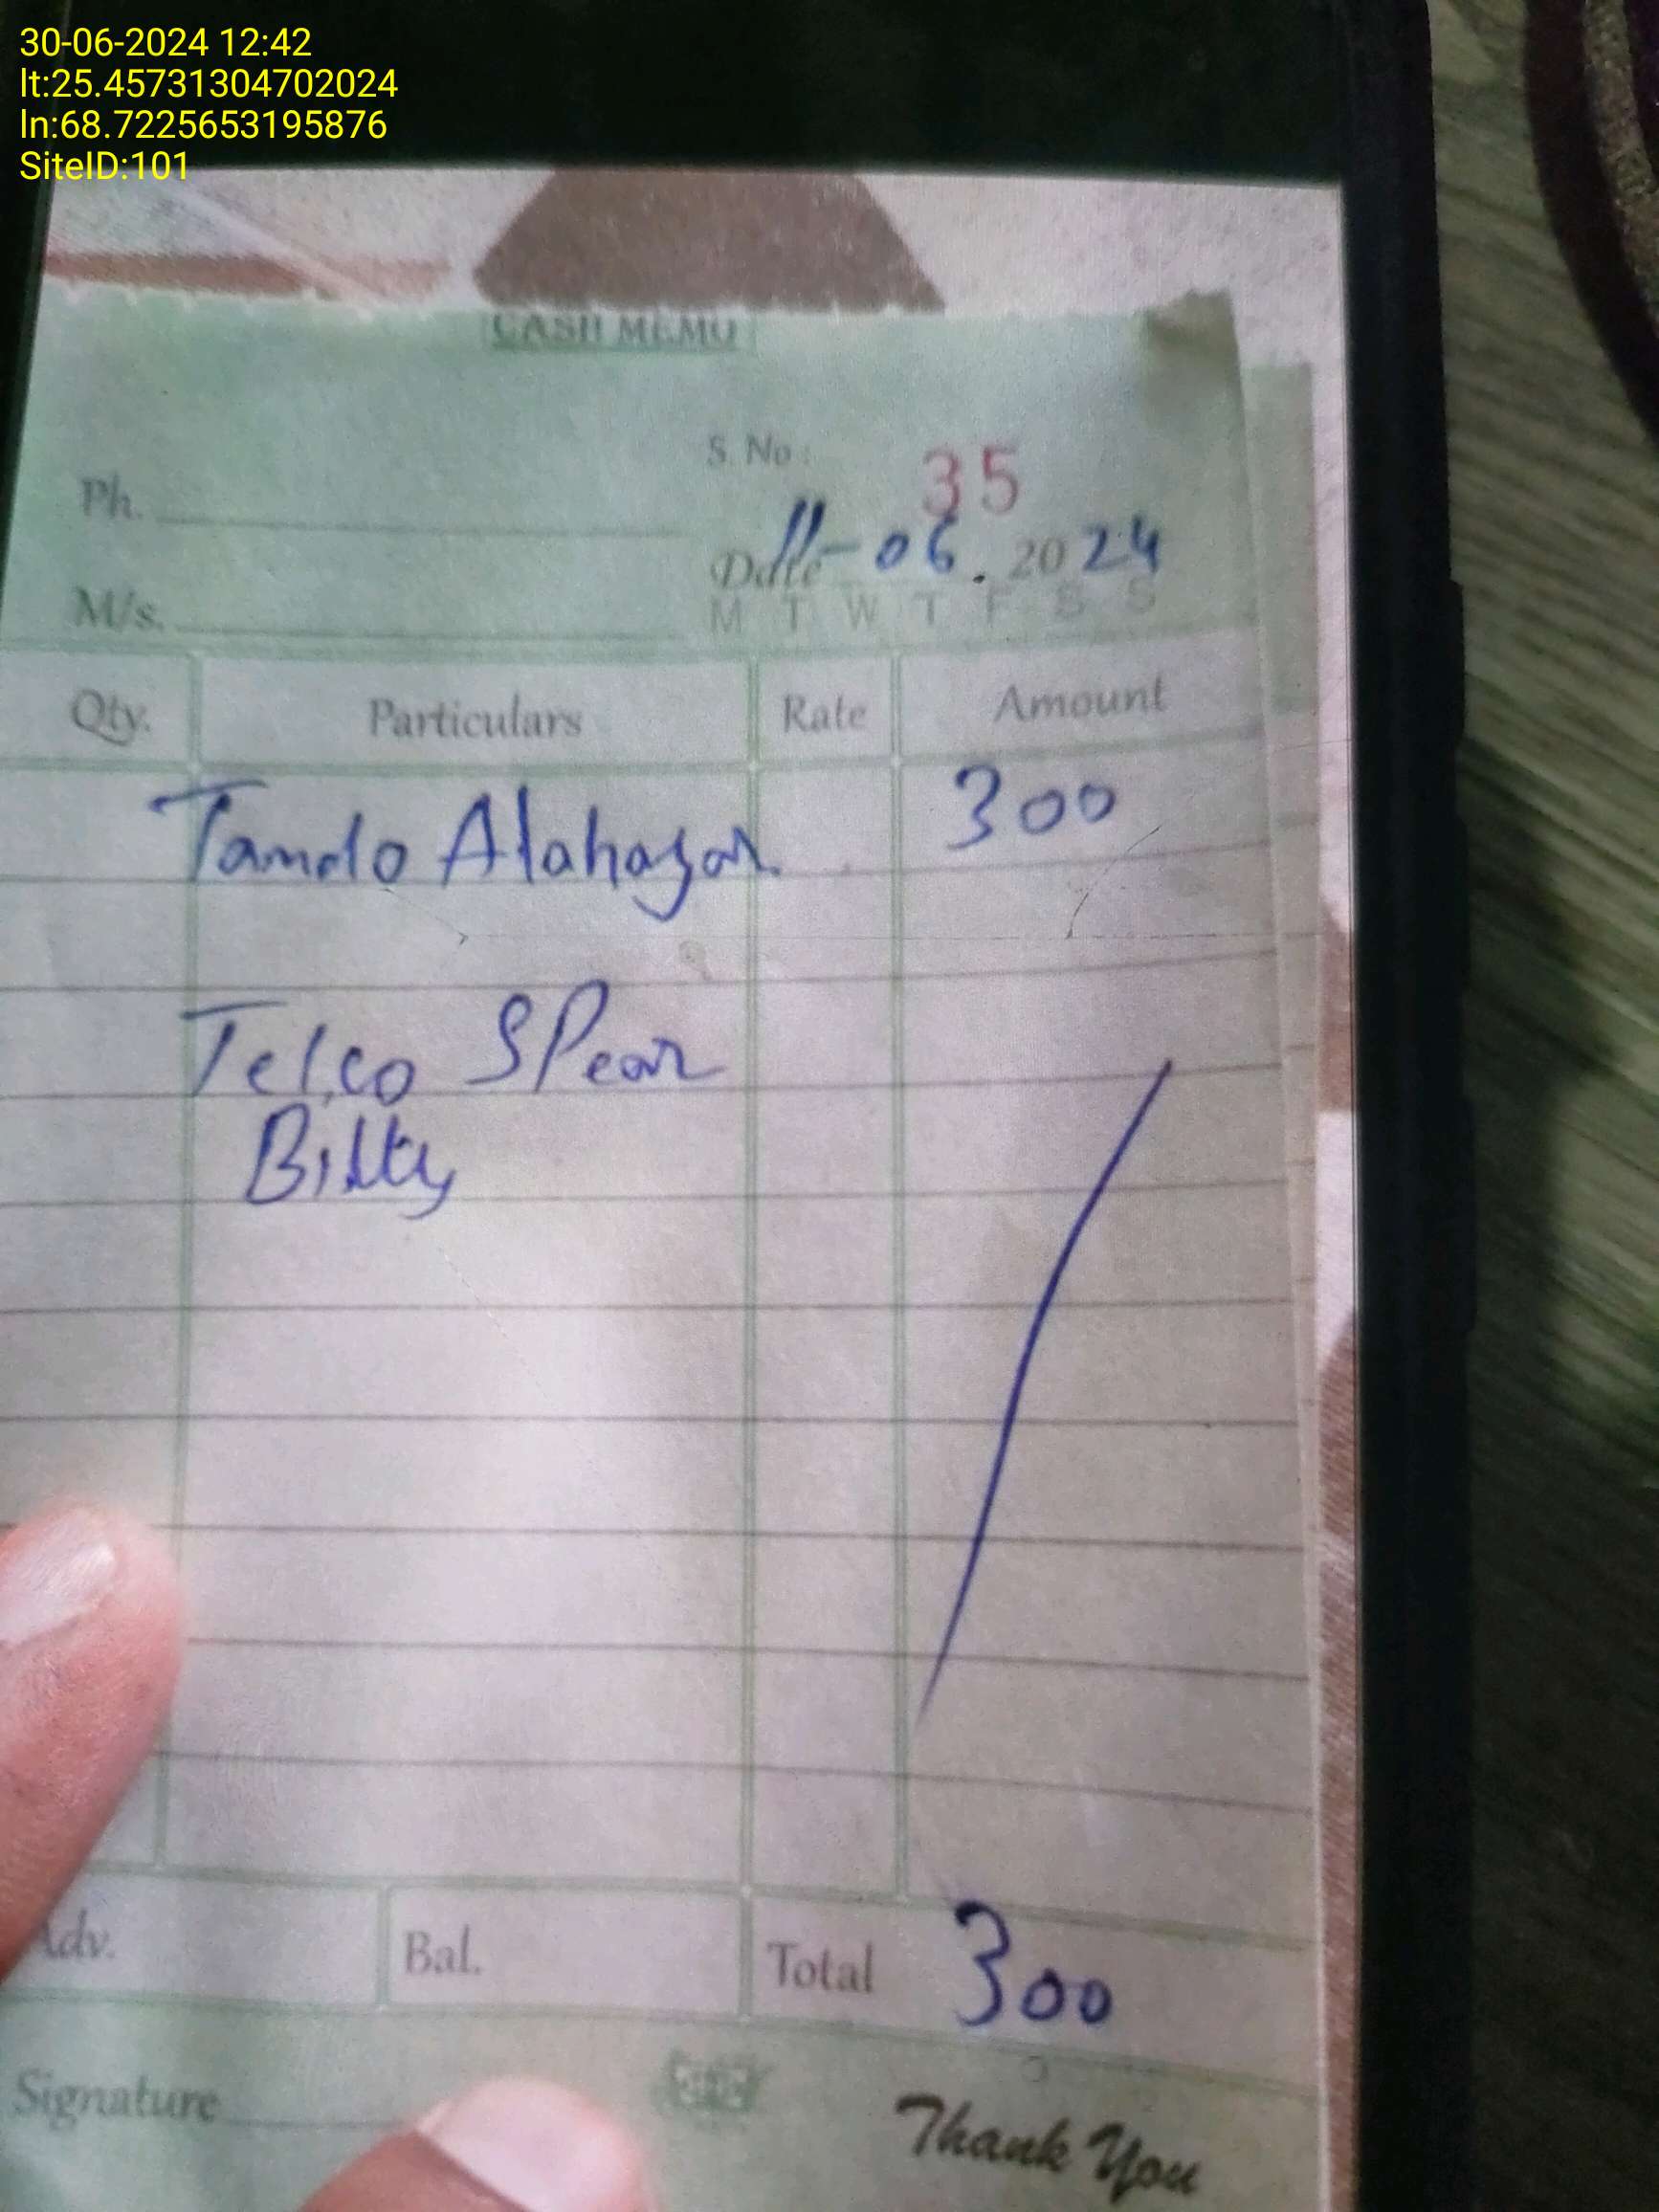 30-06-2024 12:42
lt:25.45731304702024
ln:68.7225653195876
SiteID:101
CASH MEMO
S. No : 35
Ph.
Date 11-06.2024
M/s.
M T W T F S S
Qty. Particulars Rate Amount
Tando Alahayar 300
Telco SPear
Bilty
Adv. Bal. Total 300
Signature
Thank You